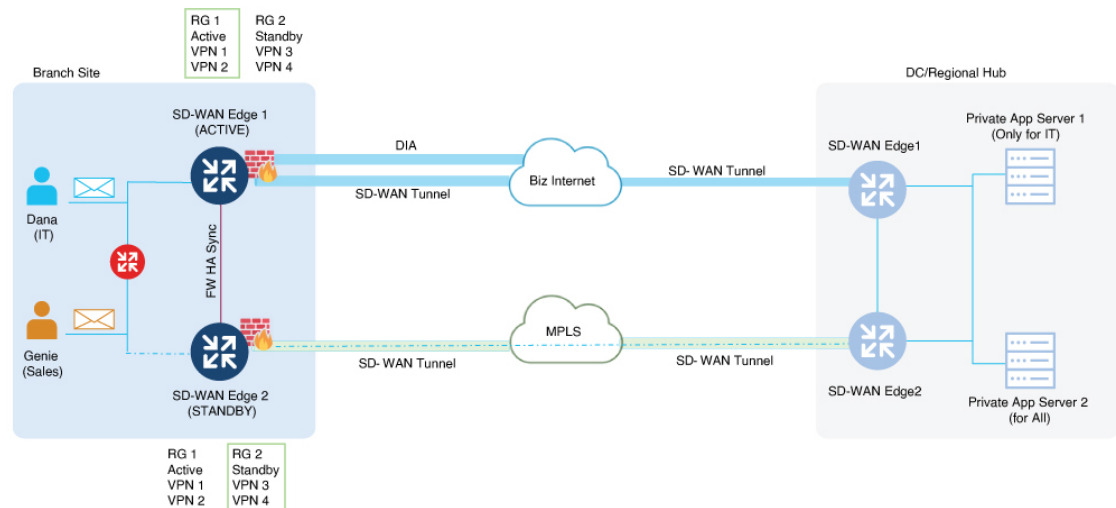 RG 1
Active
VPN 1
VPN 2
RG 2
Standby
VPN 3
VPN 4
Branch Site
DC/Regional Hub
SD-WAN Edge 1
(ACTIVE)
DIA
SD-WAN Tunnel
Biz Internet
SD- WAN Tunnel
SD-WAN Edge1
Private App Server 1
(Only for IT)
Dana
(IT)
FW HA Sync
Genie
(Sales)
SD-WAN Edge 2
(STANDBY)
SD- WAN Tunnel
MPLS
SD- WAN Tunnel
SD-WAN Edge2
Private App Server 2
(for All)
RG 1
Active
VPN 1
VPN 2
RG 2
Standby
VPN 3
VPN 4